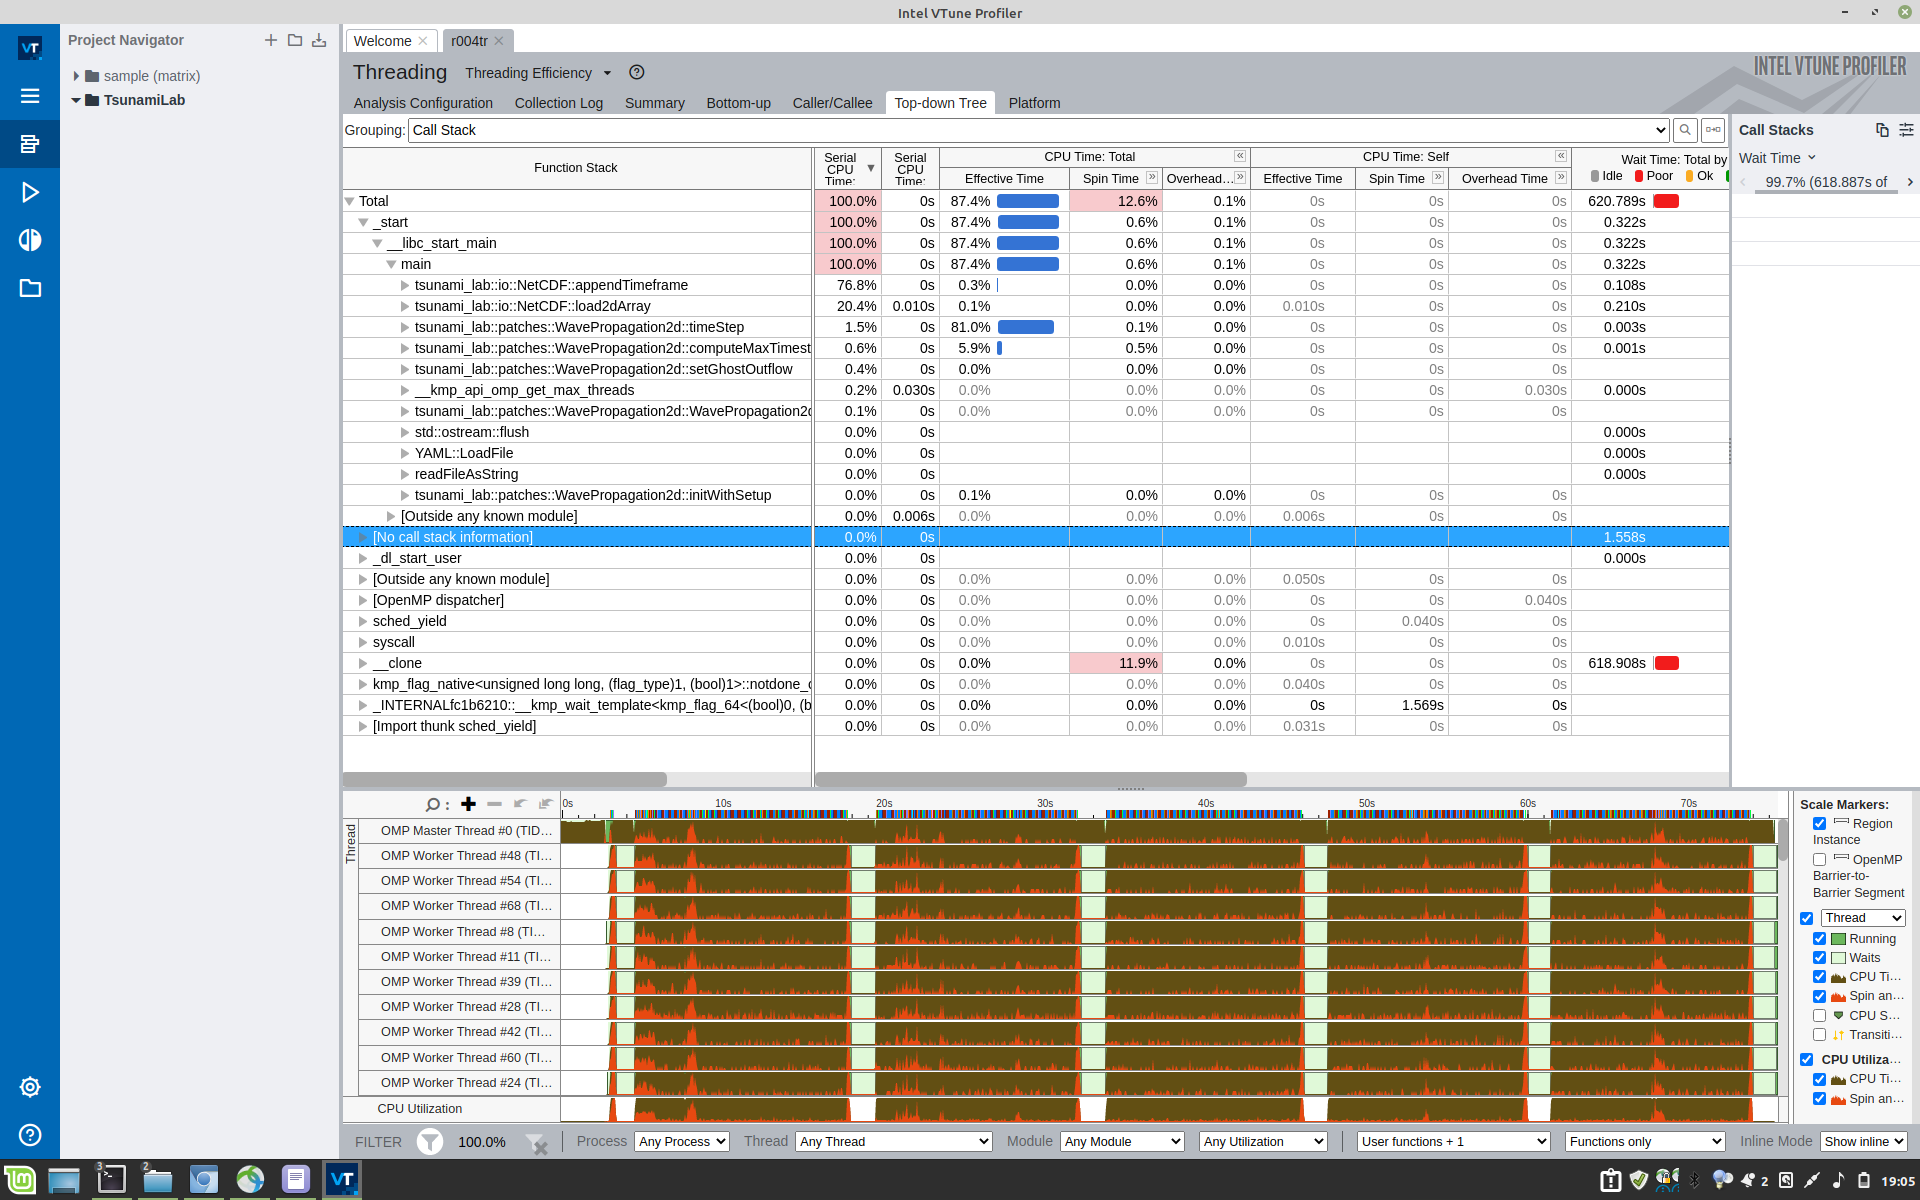 Intel VTune Profiler
Project Navigator
sample (matrix)
TsunamiLab
Welcome
r004tr
Threading
Threading Efficiency
INTEL VTUNE PROFILER
Analysis Configuration Collection Log Summary Bottom-up Caller/Callee Top-down Tree Platform
Grouping: Call Stack
Function Stack
Serial CPU Time:
Serial CPU Time:
CPU Time: Total
CPU Time: Self
Wait Time: Total by
Effective Time Spin Time Overhead... Effective Time Spin Time Overhead Time Idle Poor Ok
Total 100.0% 0s 87.4% 12.6% 0.1% 0s 0s 0s 620.789s
_start 100.0% 0s 87.4% 0.6% 0.1% 0s 0s 0s 0.322s
__libc_start_main 100.0% 0s 87.4% 0.6% 0.1% 0s 0s 0s 0.322s
main 100.0% 0s 87.4% 0.6% 0.1% 0s 0s 0s 0.322s
tsunami_lab::io::NetCDF::appendTimeframe 76.8% 0s 0.3% 0.0% 0.0% 0s 0s 0s 0.108s
tsunami_lab::io::NetCDF::load2dArray 20.4% 0.010s 0.1% 0.0% 0.0% 0.010s 0s 0s 0.210s
tsunami_lab::patches::WavePropagation2d::timeStep 1.5% 0s 81.0% 0.1% 0.0% 0s 0s 0s 0.003s
tsunami_lab::patches::WavePropagation2d::computeMaxTimest 0.6% 0s 5.9% 0.5% 0.0% 0s 0s 0s 0.001s
tsunami_lab::patches::WavePropagation2d::setGhostOutflow 0.4% 0s 0.0% 0.0% 0.0% 0s 0s 0s
__kmp_api_omp_get_max_threads 0.2% 0.030s 0.0% 0.0% 0.0% 0s 0s 0.030s 0.000s
tsunami_lab::patches::WavePropagation2d::WavePropagation2d 0.1% 0s 0.0% 0.0% 0.0% 0s 0s 0s
std::ostream::flush 0.0% 0s 0.000s
YAML::LoadFile 0.0% 0s 0.000s
readFileAsString 0.0% 0s 0.000s
tsunami_lab::patches::WavePropagation2d::initWithSetup 0.0% 0s 0.1% 0.0% 0.0% 0s 0s 0s
[Outside any known module] 0.0% 0.006s 0.0% 0.0% 0.0% 0.006s 0s 0s
[No call stack information] 0.0% 0s 1.558s
_dl_start_user 0.0% 0s 0.000s
[Outside any known module] 0.0% 0s 0.0% 0.0% 0.0% 0.050s 0s 0s
[OpenMP dispatcher] 0.0% 0s 0.0% 0.0% 0.0% 0s 0s 0.040s
sched_yield 0.0% 0s 0.0% 0.0% 0.0% 0s 0.040s 0s
syscall 0.0% 0s 0.0% 0.0% 0.0% 0.010s 0s 0s
__clone 0.0% 0s 0.0% 11.9% 0.0% 0s 0s 0s 618.908s
kmp_flag_native<unsigned long long, (flag_type)1, (bool)1>::notdone_c 0.0% 0s 0.0% 0.0% 0.0% 0.040s 0s 0s
_INTERNALfc1b6210::__kmp_wait_template<kmp_flag_64<(bool)0, (b 0.0% 0s 0.0% 0.0% 0.0% 0s 1.569s 0s
[Import thunk sched_yield] 0.0% 0s 0.0% 0.0% 0.0% 0.031s 0s 0s
Call Stacks
Wait Time
99.7% (618.887s of
0s 10s 20s 30s 40s 50s 60s 70s
Thread
OMP Master Thread #0 (TID...
OMP Worker Thread #48 (TI...
OMP Worker Thread #54 (TI...
OMP Worker Thread #68 (TI...
OMP Worker Thread #8 (TI...
OMP Worker Thread #11 (TI...
OMP Worker Thread #39 (TI...
OMP Worker Thread #28 (TI...
OMP Worker Thread #42 (TI...
OMP Worker Thread #60 (TI...
OMP Worker Thread #24 (TI...
CPU Utilization
Scale Markers:
Region
Instance
OpenMP
Barrier-to-
Barrier Segment
Thread
Running
Waits
CPU Ti...
Spin an...
CPU S...
Transiti...
CPU Utiliza...
CPU Ti...
Spin an...
FILTER 100.0% Process Any Process Thread Any Thread Module Any Module Any Utilization User functions + 1 Functions only Inline Mode Show inline
3 2 VT 2 19:05